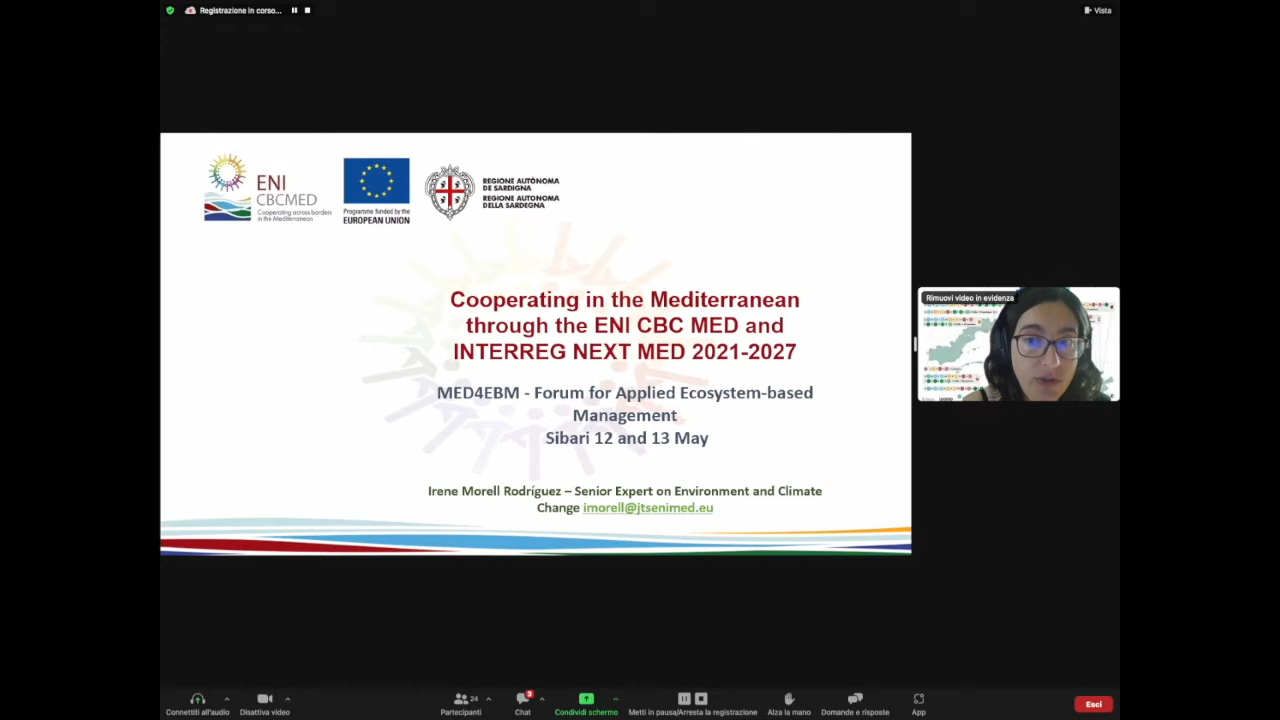 Registrazione in corso...
Vista
ENI
CBCMED
Cooperating across borders
in the Mediterranean
Programme funded by the
EUROPEAN UNION
REGIONE AUTÒNOMA
DE SARDIGNA
REGIONE AUTONOMA
DELLA SARDEGNA
Cooperating in the Mediterranean
through the ENI CBC MED and
INTERREG NEXT MED 2021-2027
MED4EBM - Forum for Applied Ecosystem-based
Management
Sibari 12 and 13 May
Irene Morell Rodríguez – Senior Expert on Environment and Climate
Change imorell@jtsenimed.eu
Rimuovi video in evidenza
Connettiti all'audio
Disattiva video
24
Partecipanti
3
Chat
Condividi schermo
Metti in pausa/Arresta la registrazione
Alza la mano
Domande e risposte
App
Esci